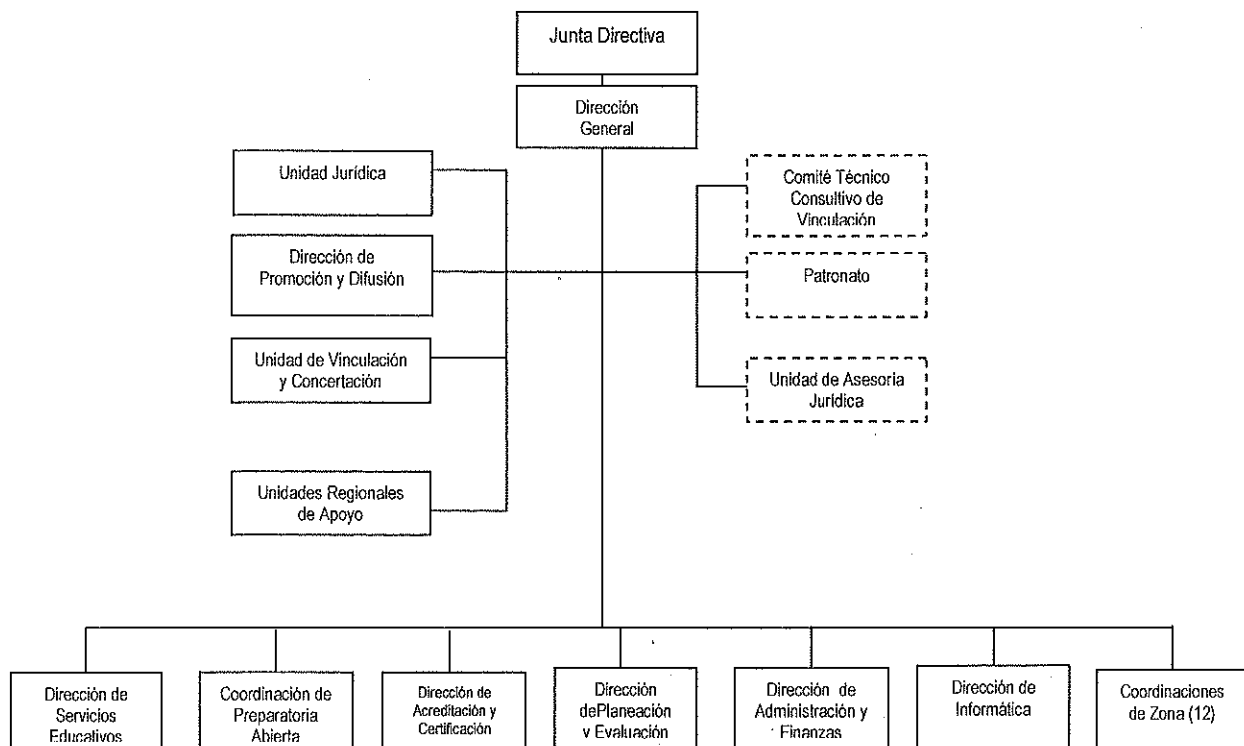 Junta Directiva
Dirección
General
Unidad Jurídica
Comité Técnico
Consultivo de
Vinculación
Dirección de
Promoción y Difusión
Patronato
Unidad de Vinculación
y Concertación
Unidad de Asesoria
Jurídica
Unidades Regionales
de Apoyo
Dirección de
Servicios
Educativos
Coordinación de
Preparatoria
Abierta
Dirección de
Acreditación y
Certificación
Dirección
dePlaneación
y Evaluación
Dirección de
Administración y
Finanzas
Dirección de
Informática
Coordinaciones
de Zona (12)